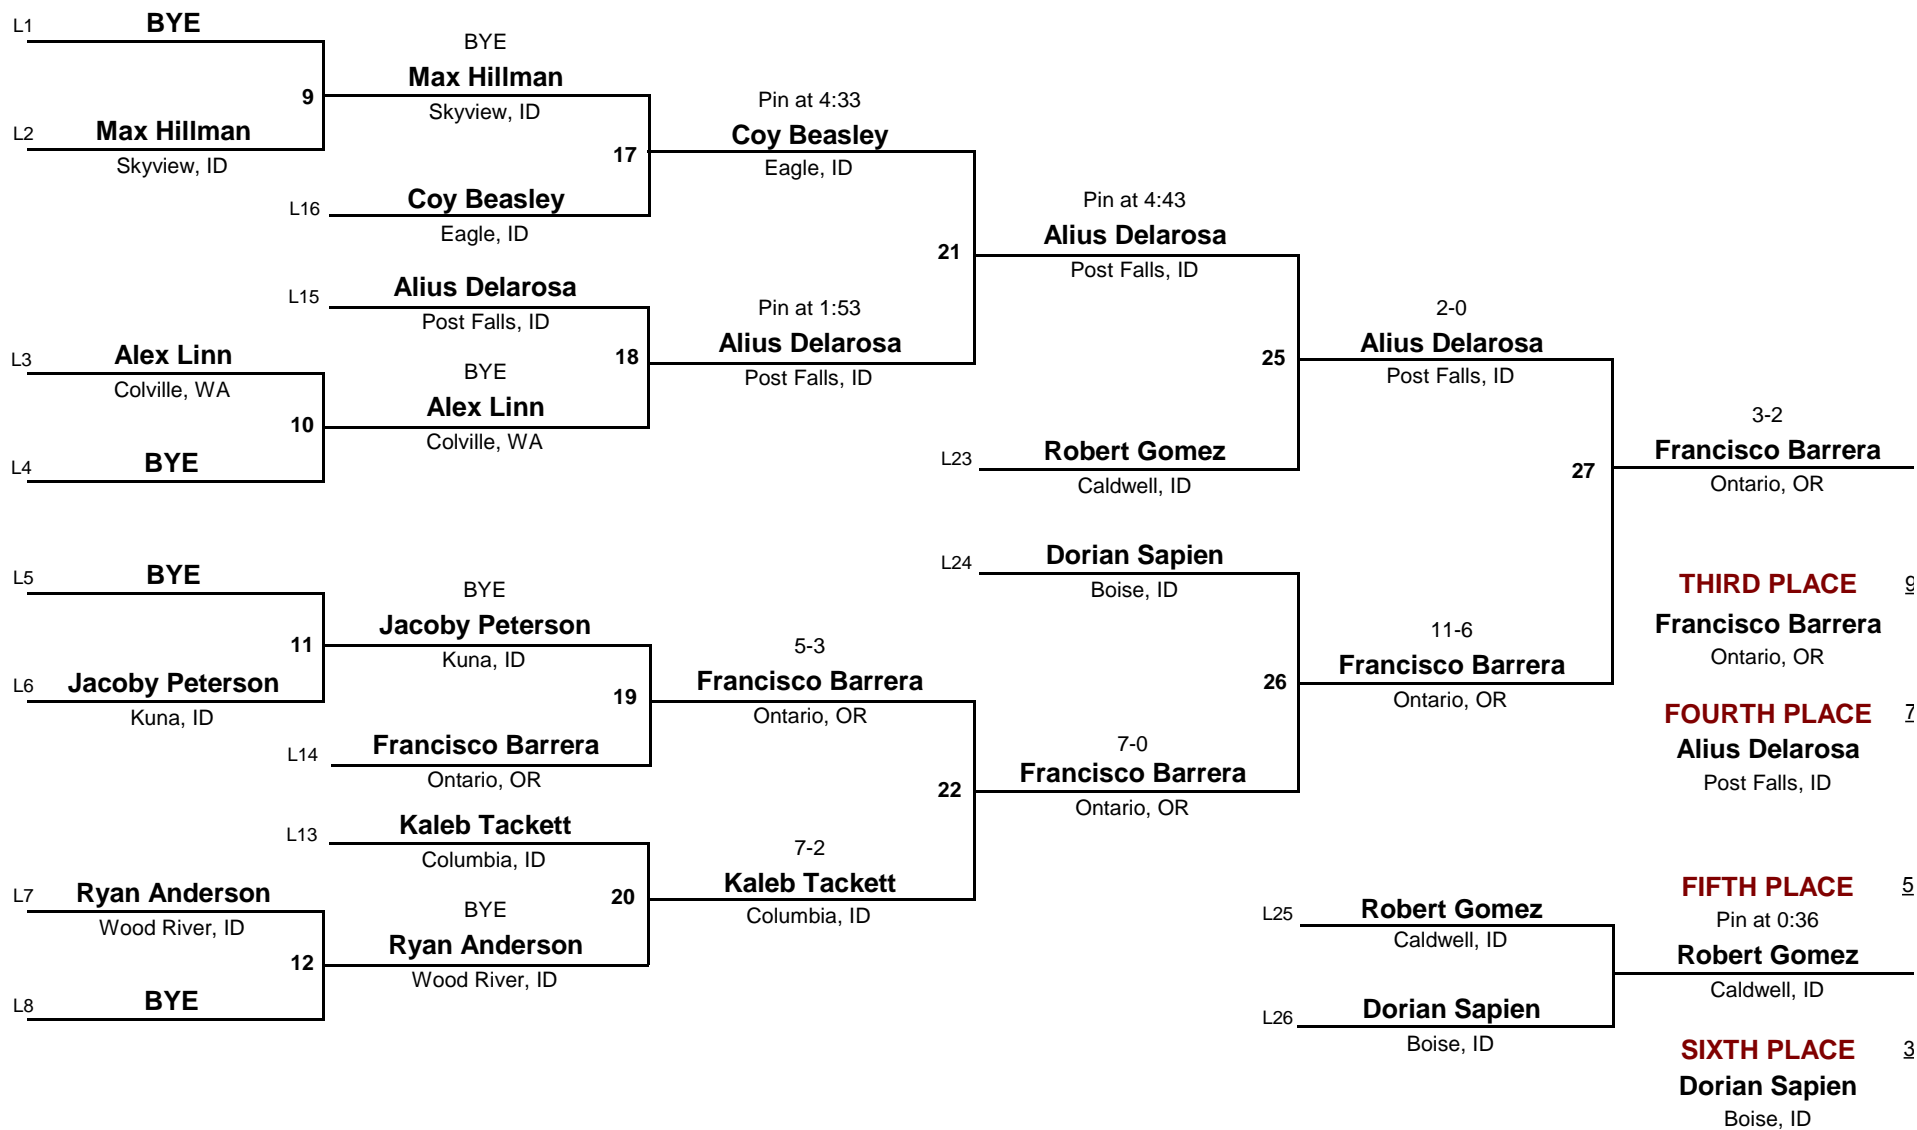 L1 BYE
BYE
Max Hillman
9
Skyview, ID
Pin at 4:33
L2 Max Hillman
Coy Beasley
Skyview, ID
17
Eagle, ID
L16 Coy Beasley
Eagle, ID
Pin at 4:43
Alius Delarosa
21
Post Falls, ID
L15 Alius Delarosa
Post Falls, ID
Pin at 1:53
2-0
L3 Alex Linn
18
Alius Delarosa
25
Alius Delarosa
Colville, WA
BYE
Post Falls, ID
Post Falls, ID
Alex Linn
10
Colville, WA
3-2
L4 BYE
L23 Robert Gomez
27
Francisco Barrera
Caldwell, ID
Ontario, OR
L5 BYE
L24 Dorian Sapien
Boise, ID
THIRD PLACE 9
BYE
Jacoby Peterson
Francisco Barrera
11
Kuna, ID
5-3
11-6
Ontario, OR
L6 Jacoby Peterson
19
Francisco Barrera
26
Francisco Barrera
Kuna, ID
Ontario, OR
Ontario, OR
FOURTH PLACE 7
L14 Francisco Barrera
7-0
Alius Delarosa
Ontario, OR
22
Francisco Barrera
Post Falls, ID
Ontario, OR
L13 Kaleb Tackett
Columbia, ID
7-2
L7 Ryan Anderson
20
Kaleb Tackett
FIFTH PLACE 5
Wood River, ID
BYE
Columbia, ID
L25 Robert Gomez
Pin at 0:36
Ryan Anderson
Caldwell, ID
Robert Gomez
12
Wood River, ID
Caldwell, ID
L8 BYE
L26 Dorian Sapien
Boise, ID
SIXTH PLACE 3
Dorian Sapien
Boise, ID